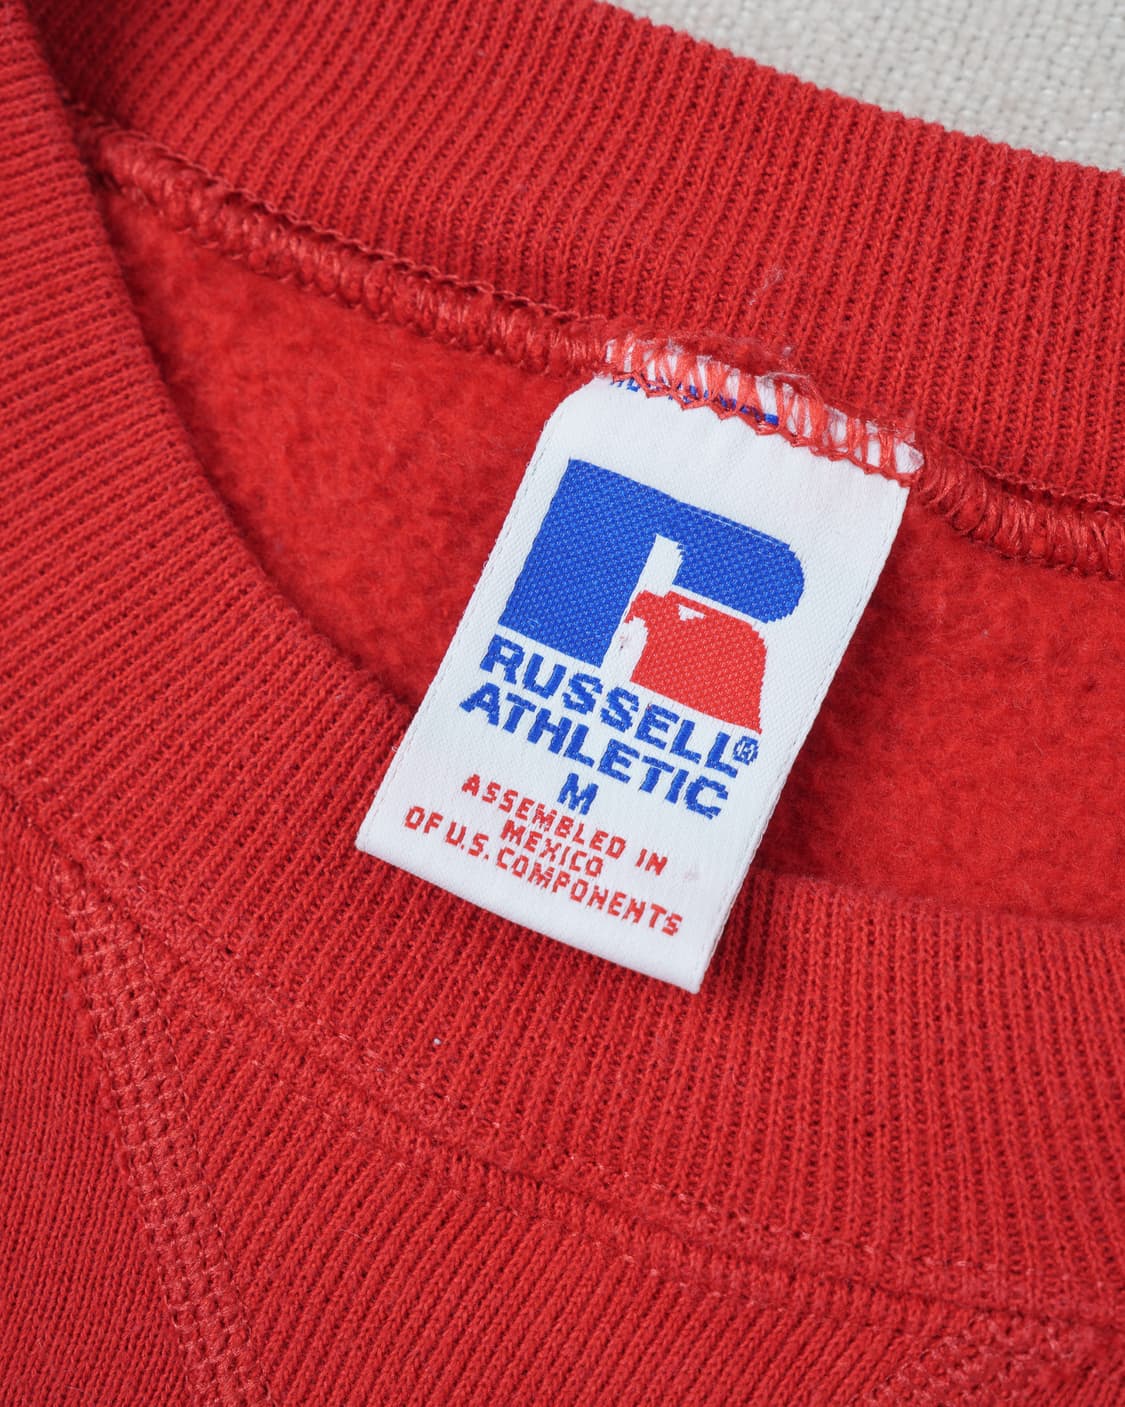 RUSSELL®
ATHLETIC
M
ASSEMBLED IN
MEXICO
OF U.S. COMPONENTS